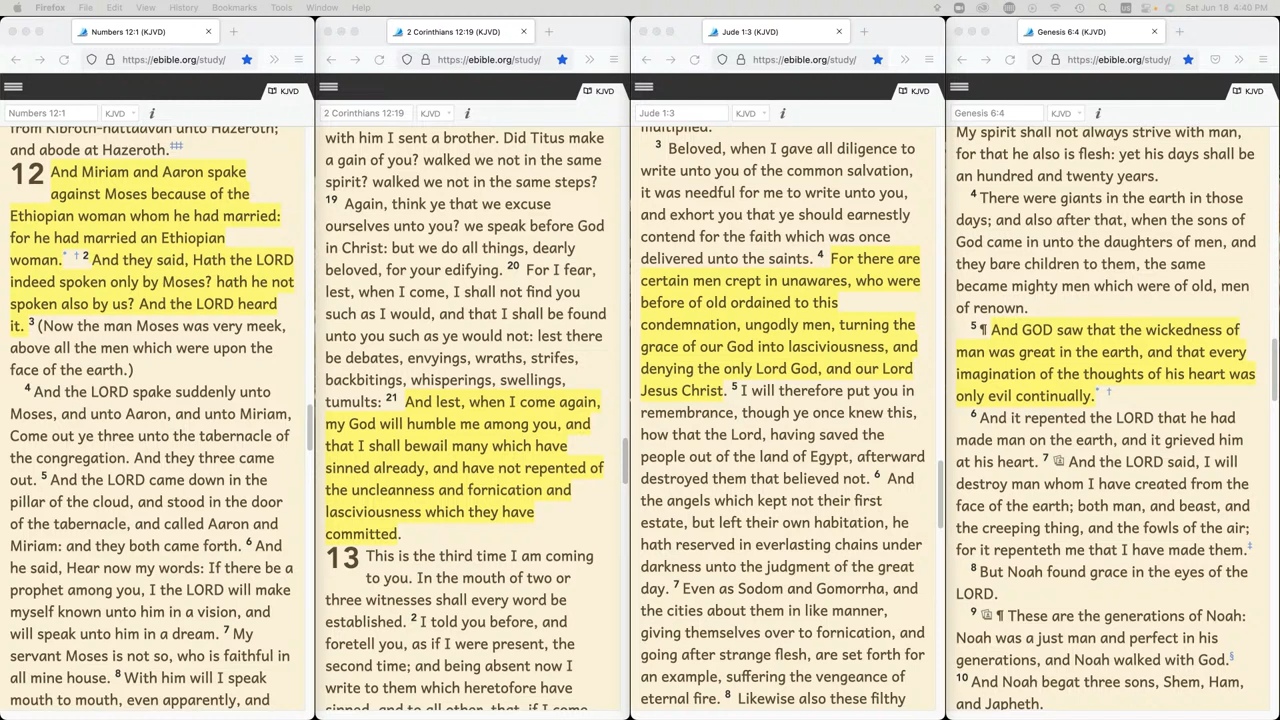 Firefox File Edit View History Bookmarks Tools Window Help Sat Jun 18 4:40 PM
Numbers 12:1 (KJVD)
https://ebible.org/study/
KJVD
Numbers 12:1 KJVD i
from Kibroth-hattaavah unto Hazeroth;
and abode at Hazeroth.‡‡‡
12 And Miriam and Aaron spake
against Moses because of the
Ethiopian woman whom he had married:
for he had married an Ethiopian
woman.* † 2 And they said, Hath the LORD
indeed spoken only by Moses? hath he not
spoken also by us? And the LORD heard
it. 3 (Now the man Moses was very meek,
above all the men which were upon the
face of the earth.)
4 And the LORD spake suddenly unto
Moses, and unto Aaron, and unto Miriam,
Come out ye three unto the tabernacle of
the congregation. And they three came
out. 5 And the LORD came down in the
pillar of the cloud, and stood in the door
of the tabernacle, and called Aaron and
Miriam: and they both came forth. 6 And
he said, Hear now my words: If there be a
prophet among you, I the LORD will make
myself known unto him in a vision, and
will speak unto him in a dream. 7 My
servant Moses is not so, who is faithful in
all mine house. 8 With him will I speak
mouth to mouth, even apparently, and
2 Corinthians 12:19 (KJVD)
https://ebible.org/study/
KJVD
2 Corinthians 12:19 KJVD i
with him I sent a brother. Did Titus make
a gain of you? walked we not in the same
spirit? walked we not in the same steps?
19 Again, think ye that we excuse
ourselves unto you? we speak before God
in Christ: but we do all things, dearly
beloved, for your edifying. 20 For I fear,
lest, when I come, I shall not find you
such as I would, and that I shall be found
unto you such as ye would not: lest there
be debates, envyings, wraths, strifes,
backbitings, whisperings, swellings,
tumults: 21 And lest, when I come again,
my God will humble me among you, and
that I shall bewail many which have
sinned already, and have not repented of
the uncleanness and fornication and
lasciviousness which they have
committed.
13 This is the third time I am coming
to you. In the mouth of two or
three witnesses shall every word be
established. 2 I told you before, and
foretell you, as if I were present, the
second time; and being absent now I
write to them which heretofore have
sinned, and to all other, that, if I come
Jude 1:3 (KJVD)
https://ebible.org/study/
KJVD
Jude 1:3 KJVD i
multiplied.
3 Beloved, when I gave all diligence to
write unto you of the common salvation,
it was needful for me to write unto you,
and exhort you that ye should earnestly
contend for the faith which was once
delivered unto the saints. 4 For there are
certain men crept in unawares, who were
before of old ordained to this
condemnation, ungodly men, turning the
grace of our God into lasciviousness, and
denying the only Lord God, and our Lord
Jesus Christ. 5 I will therefore put you in
remembrance, though ye once knew this,
how that the Lord, having saved the
people out of the land of Egypt, afterward
destroyed them that believed not. 6 And
the angels which kept not their first
estate, but left their own habitation, he
hath reserved in everlasting chains under
darkness unto the judgment of the great
day. 7 Even as Sodom and Gomorrha, and
the cities about them in like manner,
giving themselves over to fornication, and
going after strange flesh, are set forth for
an example, suffering the vengeance of
eternal fire. 8 Likewise also these filthy
Genesis 6:4 (KJVD)
https://ebible.org/study/
KJVD
Genesis 6:4 KJVD i
My spirit shall not always strive with man,
for that he also is flesh: yet his days shall be
an hundred and twenty years.
4 There were giants in the earth in those
days; and also after that, when the sons of
God came in unto the daughters of men, and
they bare children to them, the same
became mighty men which were of old, men
of renown.
5 ¶ And GOD saw that the wickedness of
man was great in the earth, and that every
imagination of the thoughts of his heart was
only evil continually.* †
6 And it repented the LORD that he had
made man on the earth, and it grieved him
at his heart. 7 And the LORD said, I will
destroy man whom I have created from the
face of the earth; both man, and beast, and
the creeping thing, and the fowls of the air;
for it repenteth me that I have made them.‡
8 But Noah found grace in the eyes of the
LORD.
9 ¶ These are the generations of Noah:
Noah was a just man and perfect in his
generations, and Noah walked with God.§
10 And Noah begat three sons, Shem, Ham,
and Japheth.